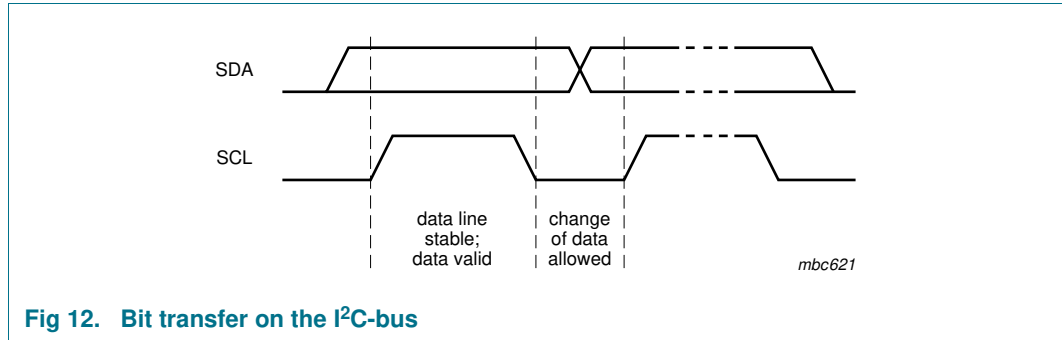 SDA
SCL
data line
stable;
data valid
change
of data
allowed
mbc621
Fig 12. Bit transfer on the I²C-bus